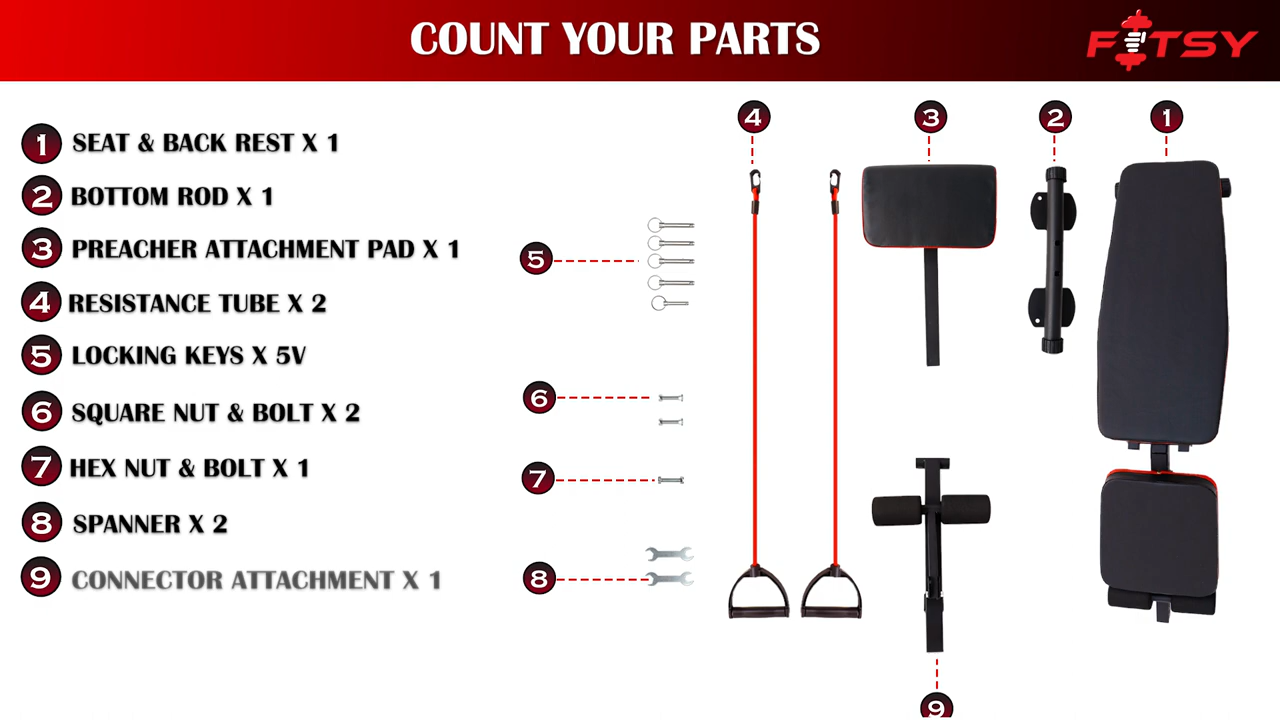 COUNT YOUR PARTS
FITSY
1 SEAT & BACK REST X 1
2 BOTTOM ROD X 1
3 PREACHER ATTACHMENT PAD X 1
4 RESISTANCE TUBE X 2
5 LOCKING KEYS X 5V
6 SQUARE NUT & BOLT X 2
7 HEX NUT & BOLT X 1
8 SPANNER X 2
9 CONNECTOR ATTACHMENT X 1
4
3
2
1
5
6
7
8
9